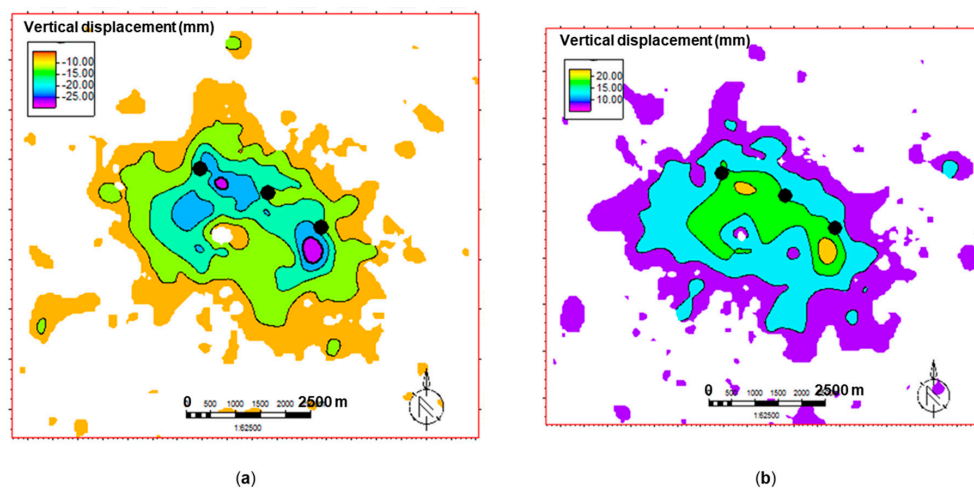 Vertical displacement (mm)
-10.00
-15.00
-20.00
-25.00
0 500 1000 1500 2000 2500 m
1:62500
(a)
Vertical displacement (mm)
20.00
15.00
10.00
0 500 1000 1500 2000 2500 m
1:62500
(b)